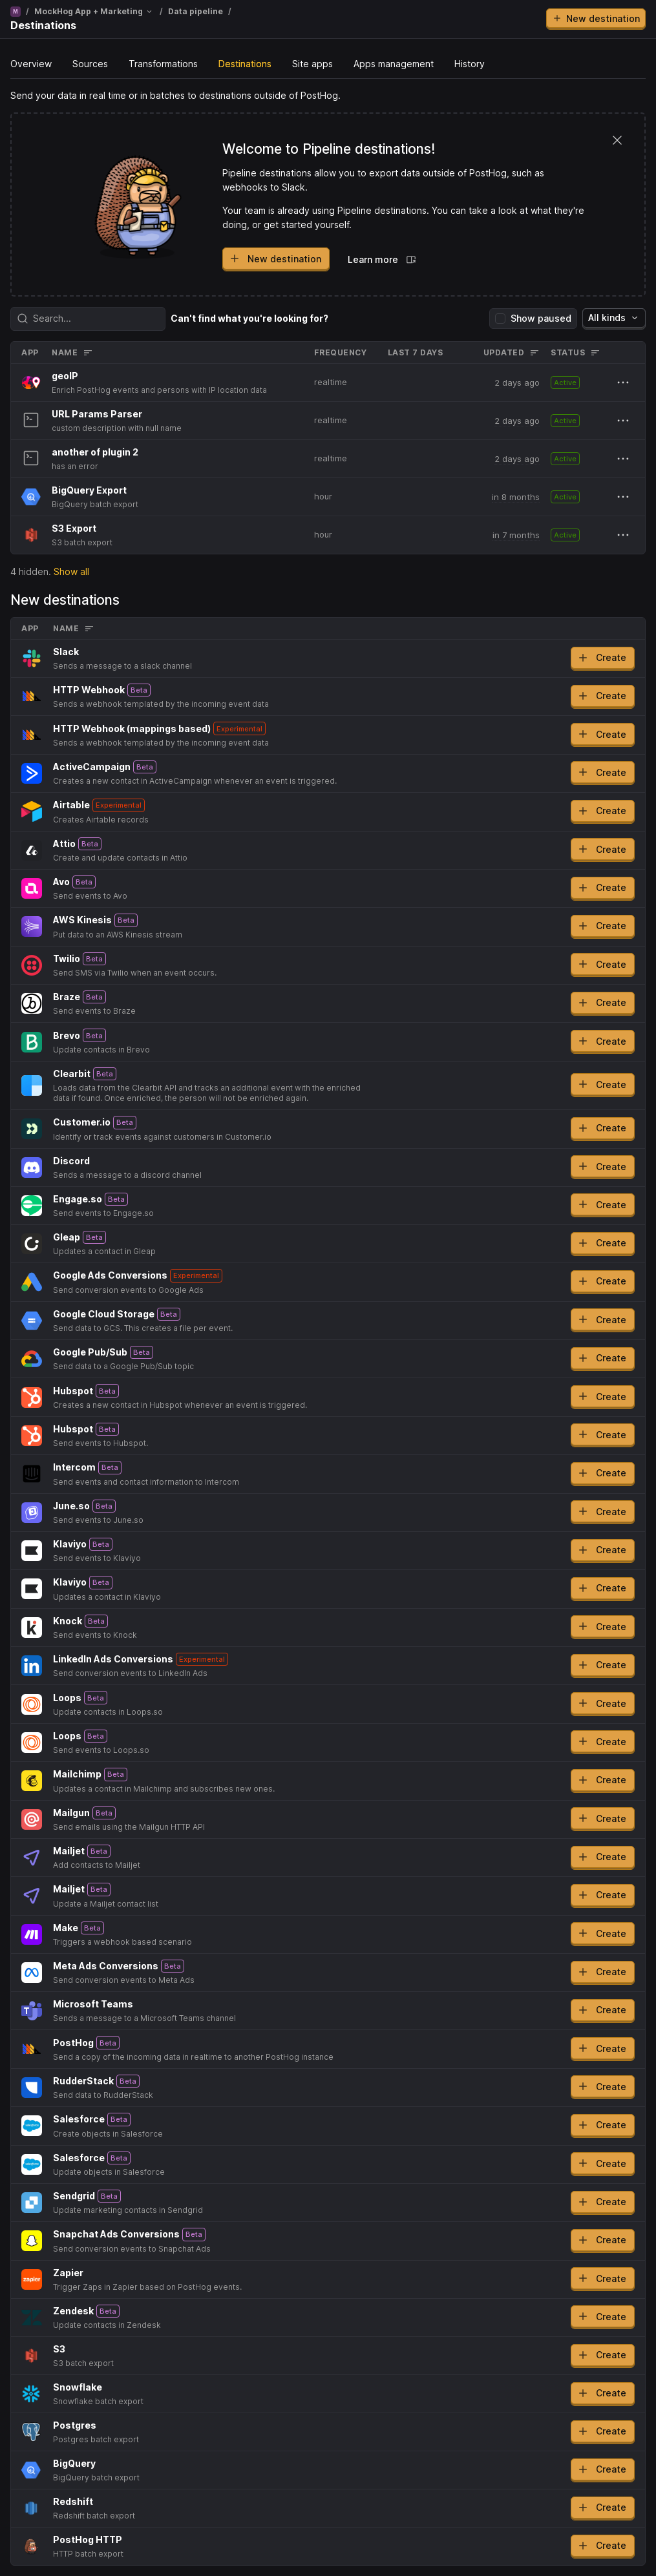 M / MockHog App + Marketing / Data pipeline /
Destinations
New destination
Overview Sources Transformations Destinations Site apps Apps management History
Send your data in real time or in batches to destinations outside of PostHog.
Welcome to Pipeline destinations!
Pipeline destinations allow you to export data outside of PostHog, such as
webhooks to Slack.
Your team is already using Pipeline destinations. You can take a look at what they're
doing, or get started yourself.
New destination Learn more
Search... Can't find what you're looking for? Show paused All kinds
APP NAME FREQUENCY LAST 7 DAYS UPDATED STATUS
geoIP
Enrich PostHog events and persons with IP location data
realtime 2 days ago Active
URL Params Parser
custom description with null name
realtime 2 days ago Active
another of plugin 2
has an error
realtime 2 days ago Active
BigQuery Export
BigQuery batch export
hour in 8 months Active
S3 Export
S3 batch export
hour in 7 months Active
4 hidden. Show all
New destinations
APP NAME
Slack
Sends a message to a slack channel
Create
HTTP Webhook Beta
Sends a webhook templated by the incoming event data
Create
HTTP Webhook (mappings based) Experimental
Sends a webhook templated by the incoming event data
Create
ActiveCampaign Beta
Creates a new contact in ActiveCampaign whenever an event is triggered.
Create
Airtable Experimental
Creates Airtable records
Create
Attio Beta
Create and update contacts in Attio
Create
Avo Beta
Send events to Avo
Create
AWS Kinesis Beta
Put data to an AWS Kinesis stream
Create
Twilio Beta
Send SMS via Twilio when an event occurs.
Create
Braze Beta
Send events to Braze
Create
Brevo Beta
Update contacts in Brevo
Create
Clearbit Beta
Loads data from the Clearbit API and tracks an additional event with the enriched
data if found. Once enriched, the person will not be enriched again.
Create
Customer.io Beta
Identify or track events against customers in Customer.io
Create
Discord
Sends a message to a discord channel
Create
Engage.so Beta
Send events to Engage.so
Create
Gleap Beta
Updates a contact in Gleap
Create
Google Ads Conversions Experimental
Send conversion events to Google Ads
Create
Google Cloud Storage Beta
Send data to GCS. This creates a file per event.
Create
Google Pub/Sub Beta
Send data to a Google Pub/Sub topic
Create
Hubspot Beta
Creates a new contact in Hubspot whenever an event is triggered.
Create
Hubspot Beta
Send events to Hubspot.
Create
Intercom Beta
Send events and contact information to Intercom
Create
June.so Beta
Send events to June.so
Create
Klaviyo Beta
Send events to Klaviyo
Create
Klaviyo Beta
Updates a contact in Klaviyo
Create
Knock Beta
Send events to Knock
Create
LinkedIn Ads Conversions Experimental
Send conversion events to LinkedIn Ads
Create
Loops Beta
Update contacts in Loops.so
Create
Loops Beta
Send events to Loops.so
Create
Mailchimp Beta
Updates a contact in Mailchimp and subscribes new ones.
Create
Mailgun Beta
Send emails using the Mailgun HTTP API
Create
Mailjet Beta
Add contacts to Mailjet
Create
Mailjet Beta
Update a Mailjet contact list
Create
Make Beta
Triggers a webhook based scenario
Create
Meta Ads Conversions Beta
Send conversion events to Meta Ads
Create
Microsoft Teams
Sends a message to a Microsoft Teams channel
Create
PostHog Beta
Send a copy of the incoming data in realtime to another PostHog instance
Create
RudderStack Beta
Send data to RudderStack
Create
Salesforce Beta
Create objects in Salesforce
Create
Salesforce Beta
Update objects in Salesforce
Create
Sendgrid Beta
Update marketing contacts in Sendgrid
Create
Snapchat Ads Conversions Beta
Send conversion events to Snapchat Ads
Create
Zapier
Trigger Zaps in Zapier based on PostHog events.
Create
Zendesk Beta
Update contacts in Zendesk
Create
S3
S3 batch export
Create
Snowflake
Snowflake batch export
Create
Postgres
Postgres batch export
Create
BigQuery
BigQuery batch export
Create
Redshift
Redshift batch export
Create
PostHog HTTP
HTTP batch export
Create